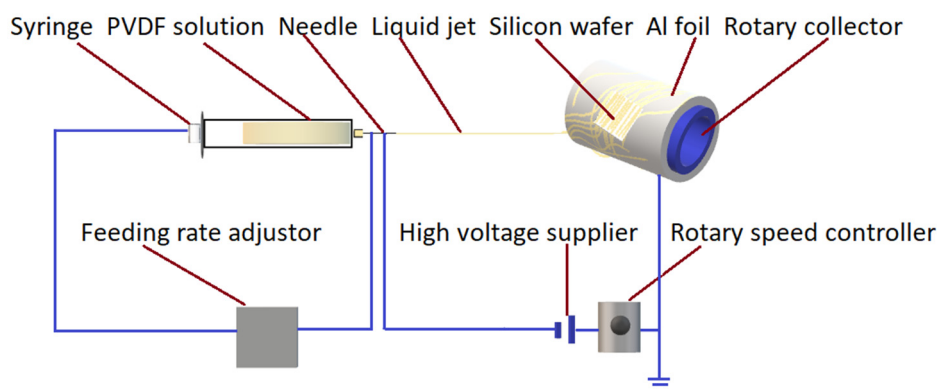 Syringe PVDF solution Needle Liquid jet Silicon wafer Al foil Rotary collector
Feeding rate adjustor High voltage supplier Rotary speed controller